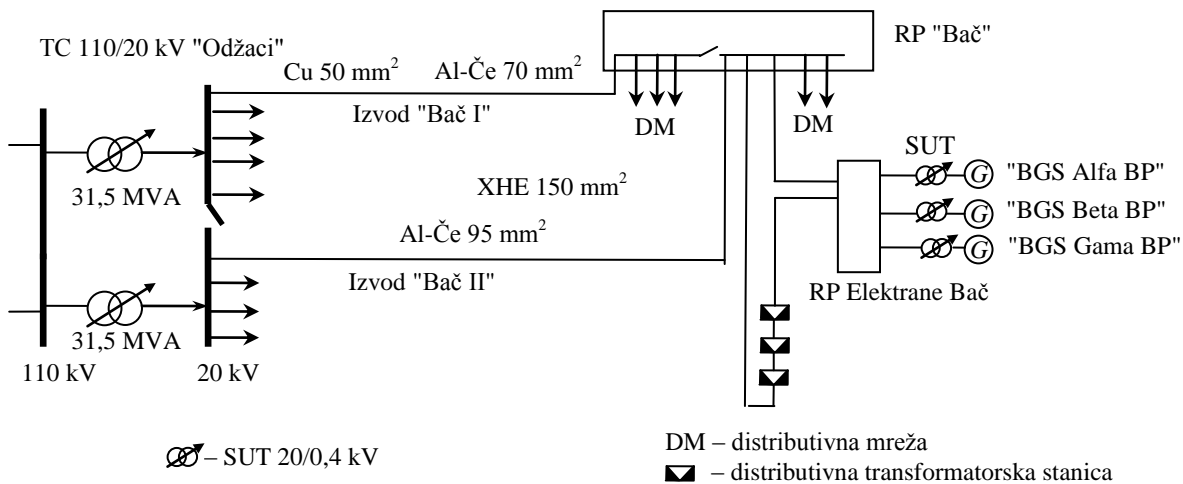 TC 110/20 kV "Odžaci"
Cu 50 mm²
Al-Če 70 mm²
RP "Bač"
Izvod "Bač I"
DM
DM
31,5 MVA
XHE 150 mm²
SUT
G
"BGS Alfa BP"
G
"BGS Beta BP"
G
"BGS Gama BP"
Al-Če 95 mm²
Izvod "Bač II"
RP Elektrane Bač
31,5 MVA
110 kV
20 kV
– SUT 20/0,4 kV
DM – distributivna mreža
– distributivna transformatorska stanica